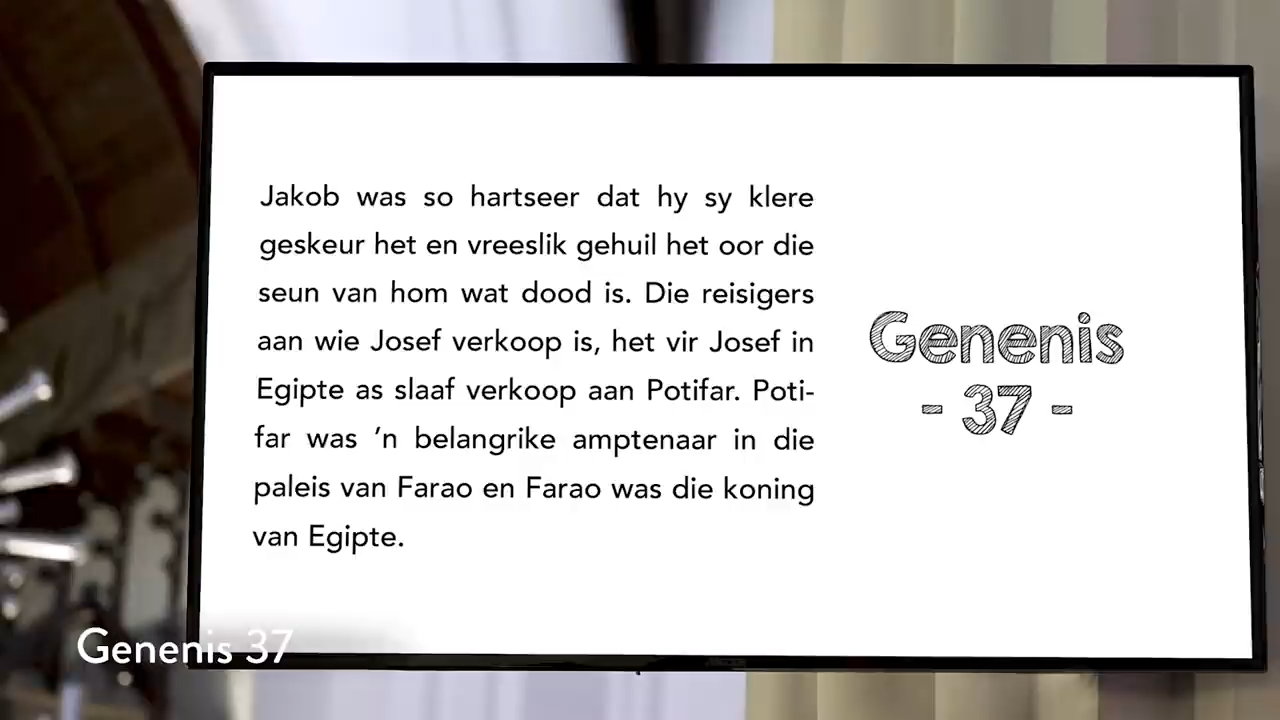 Jakob was so hartseer dat hy sy klere
geskeur het en vreeslik gehuil het oor die
seun van hom wat dood is. Die reisigers
aan wie Josef verkoop is, het vir Josef in
Egipte as slaaf verkoop aan Potifar. Poti-
far was ’n belangrike amptenaar in die
paleis van Farao en Farao was die koning
van Egipte.
Genenis
- 37 -
Genenis 37